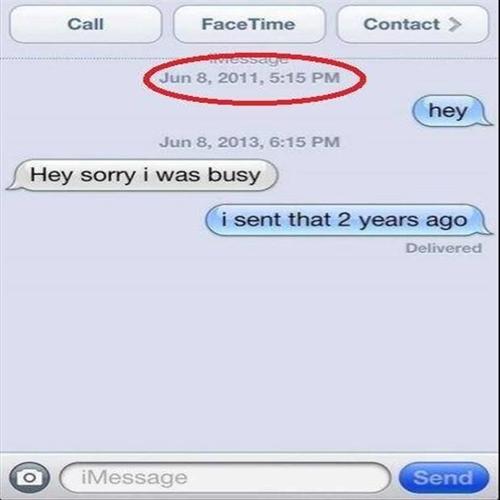 Call
FaceTime
Contact
iMessage
Jun 8, 2011, 5:15 PM
hey
Jun 8, 2013, 6:15 PM
Hey sorry i was busy
i sent that 2 years ago
Delivered
iMessage
Send